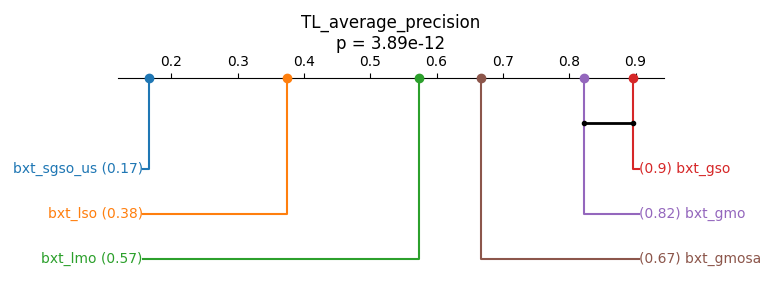 TL_average_precision
p = 3.89e-12
0.2 0.3 0.4 0.5 0.6 0.7 0.8 0.9
bxt_sgso_us (0.17) (0.9) bxt_gso
bxt_lso (0.38) (0.82) bxt_gmo
bxt_lmo (0.57) (0.67) bxt_gmosa